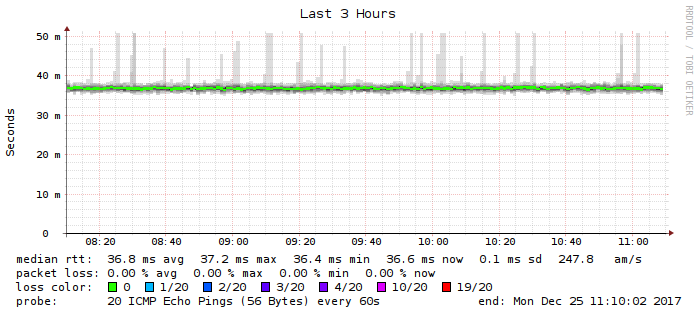 Last 3 Hours
RRDTOOL / TOBI OETIKER
Seconds
50 m
40 m
30 m
20 m
10 m
0
08:20 08:40 09:00 09:20 09:40 10:00 10:20 10:40 11:00
median rtt: 36.8 ms avg 37.2 ms max 36.4 ms min 36.6 ms now 0.1 ms sd 247.8 am/s
packet loss: 0.00 % avg 0.00 % max 0.00 % min 0.00 % now
loss color: 0 1/20 2/20 3/20 4/20 10/20 19/20
probe: 20 ICMP Echo Pings (56 Bytes) every 60s end: Mon Dec 25 11:10:02 2017